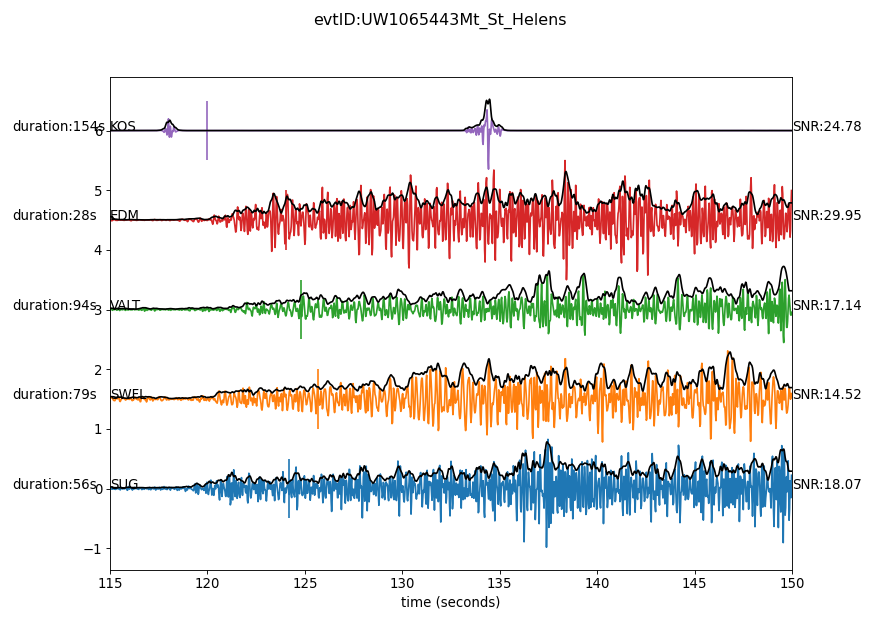 evtID:UW1065443Mt_St_Helens
duration:154s KOS SNR:24.78
6
5
duration:28s EDM SNR:29.95
4
duration:94s VALT SNR:17.14
3
2
duration:79s SWFL SNR:14.52
1
duration:56s SUG SNR:18.07
0
−1
115 120 125 130 135 140 145 150
time (seconds)